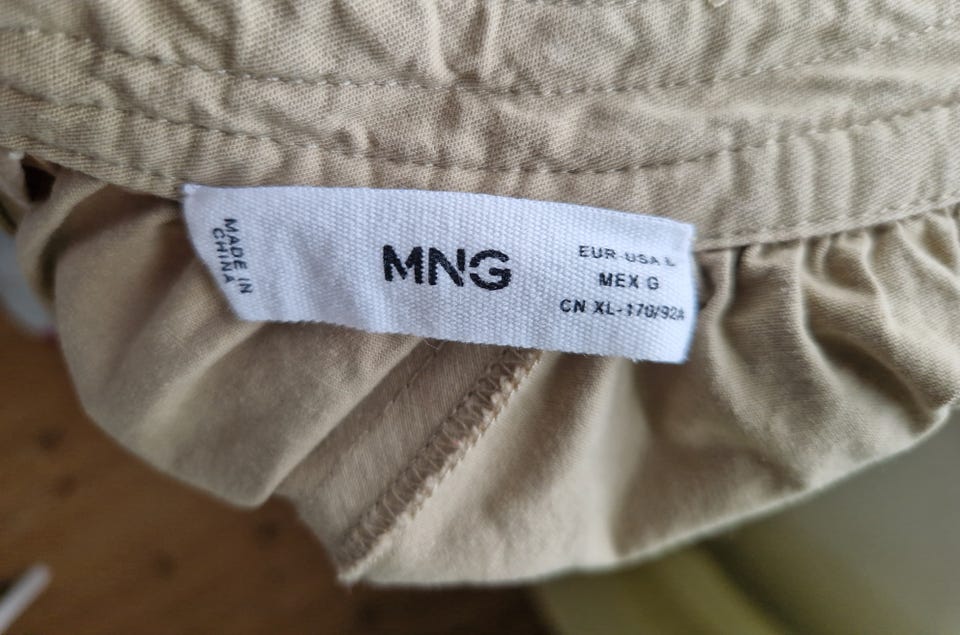 MADE IN
CHINA
MNG
EUR-USA L
MEX G
CN XL-170/92A